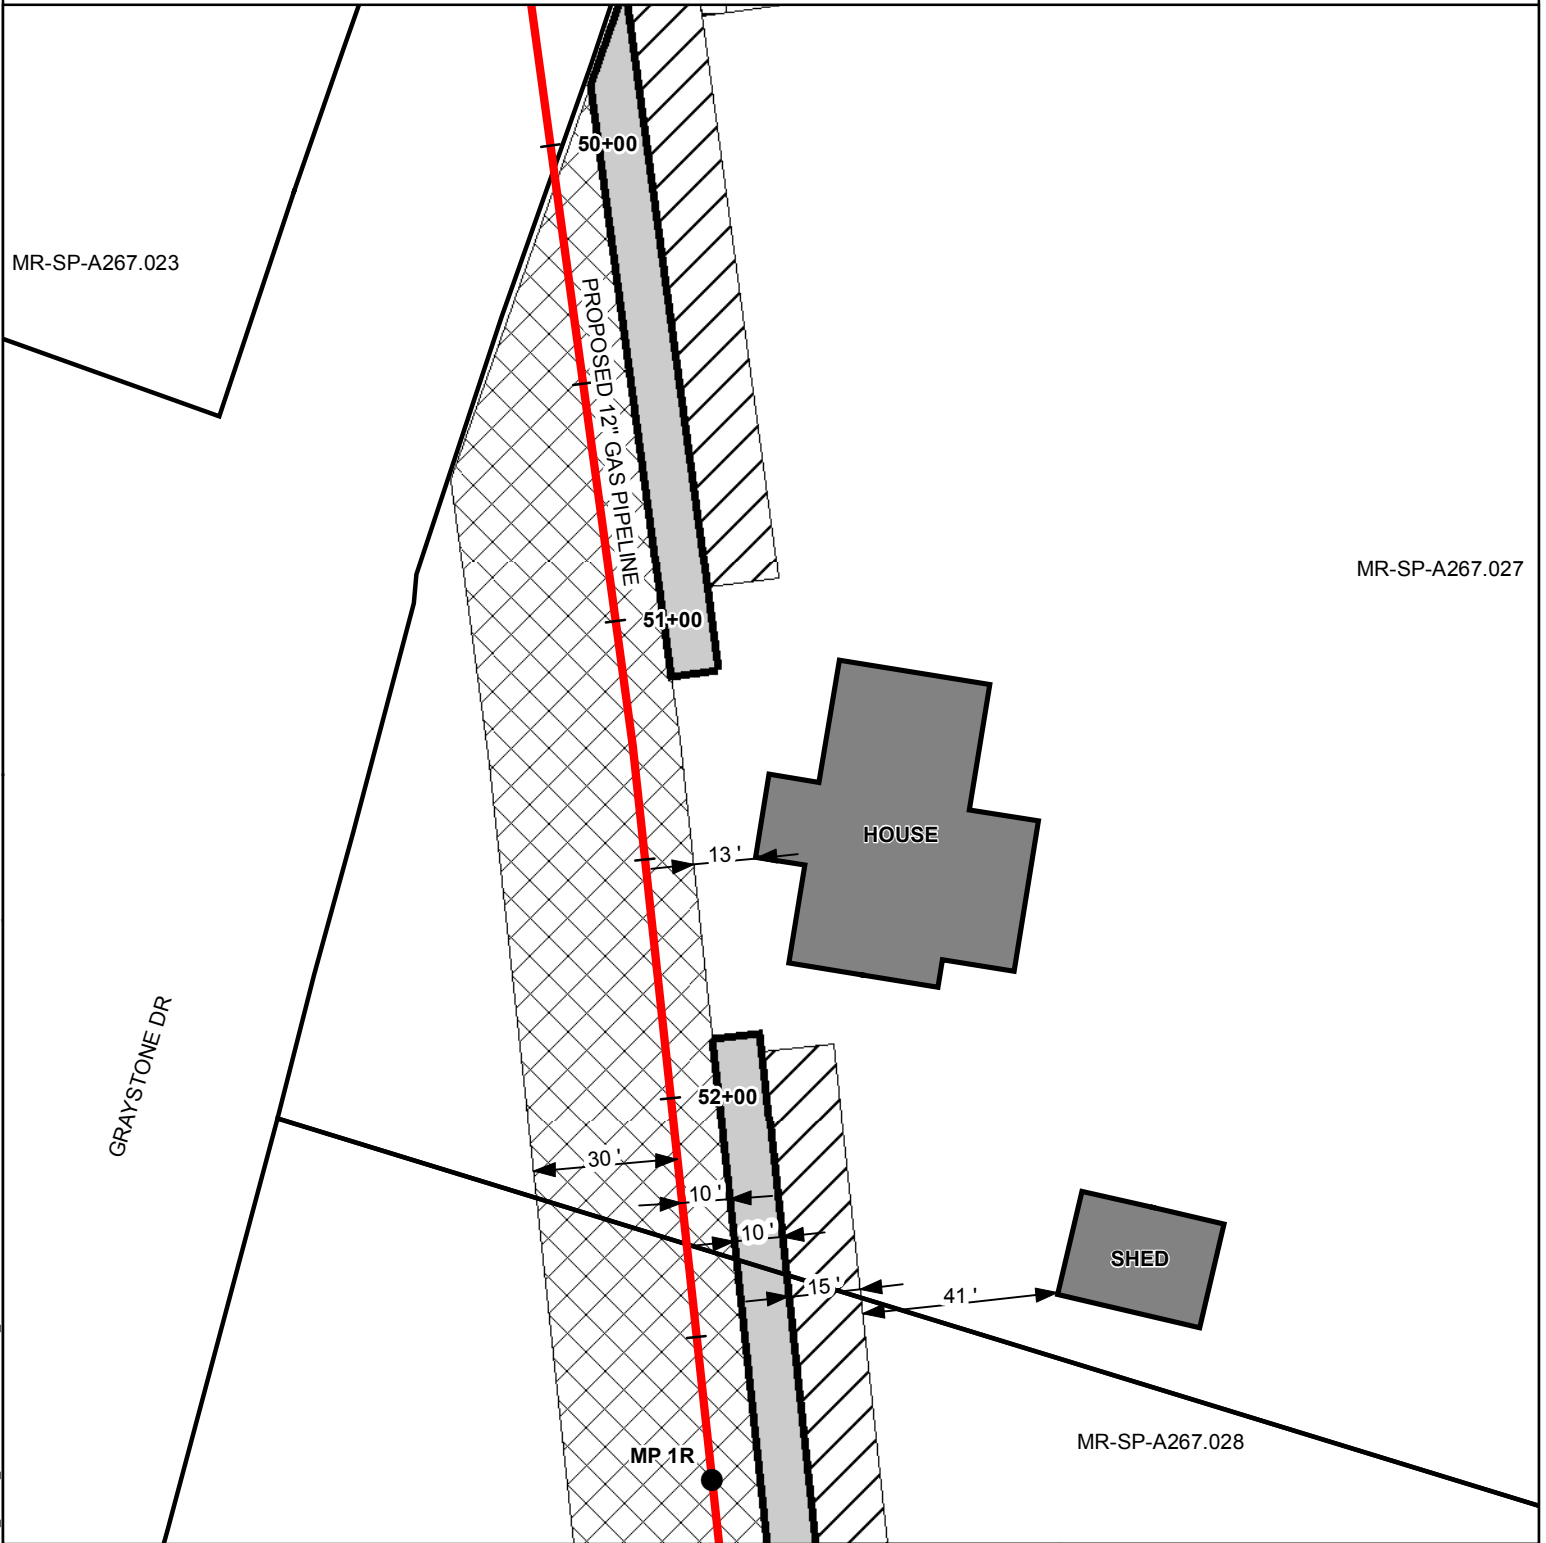 50+00
MR-SP-A267.023
PROPOSED 12" GAS PIPELINE
MR-SP-A267.027
51+00
HOUSE
13 '
GRAYSTONE DR
52+00
30 '
10 '
10 '
SHED
15 '
41 '
MR-SP-A267.028
MP 1R